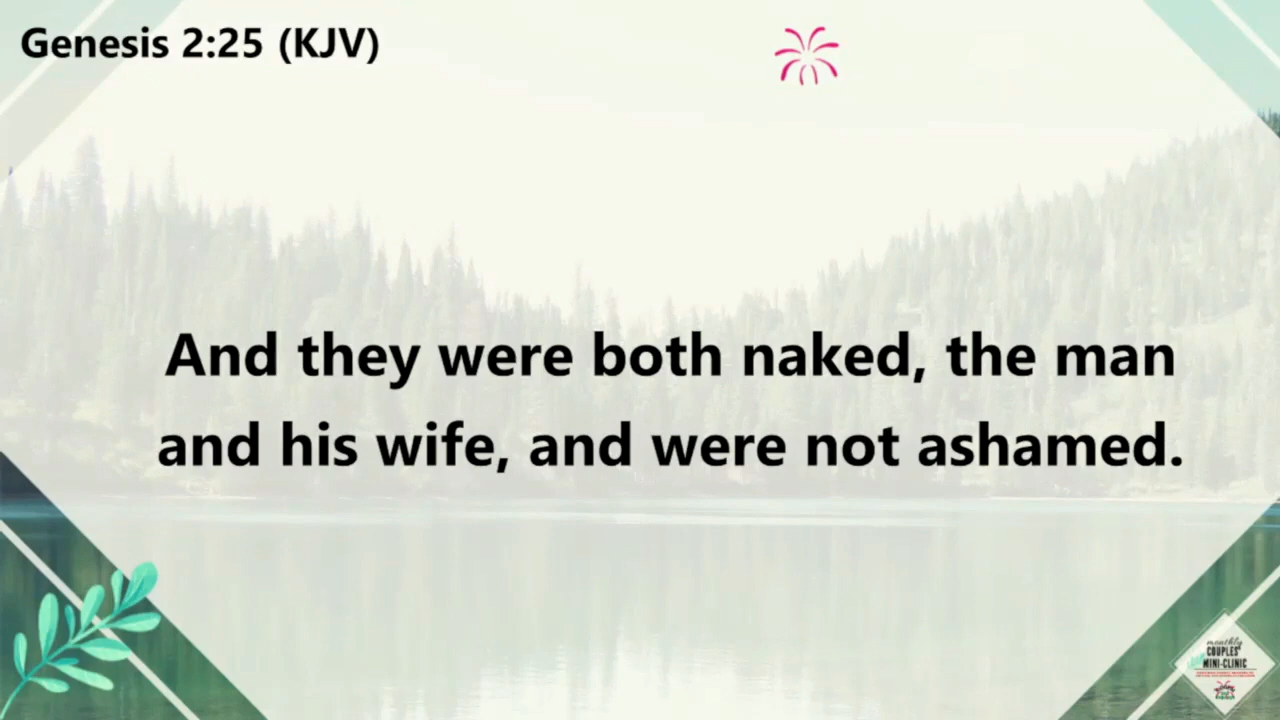 Genesis 2:25 (KJV)
And they were both naked, the man
and his wife, and were not ashamed.
monthly
COUPLES'
MINI-CLINIC